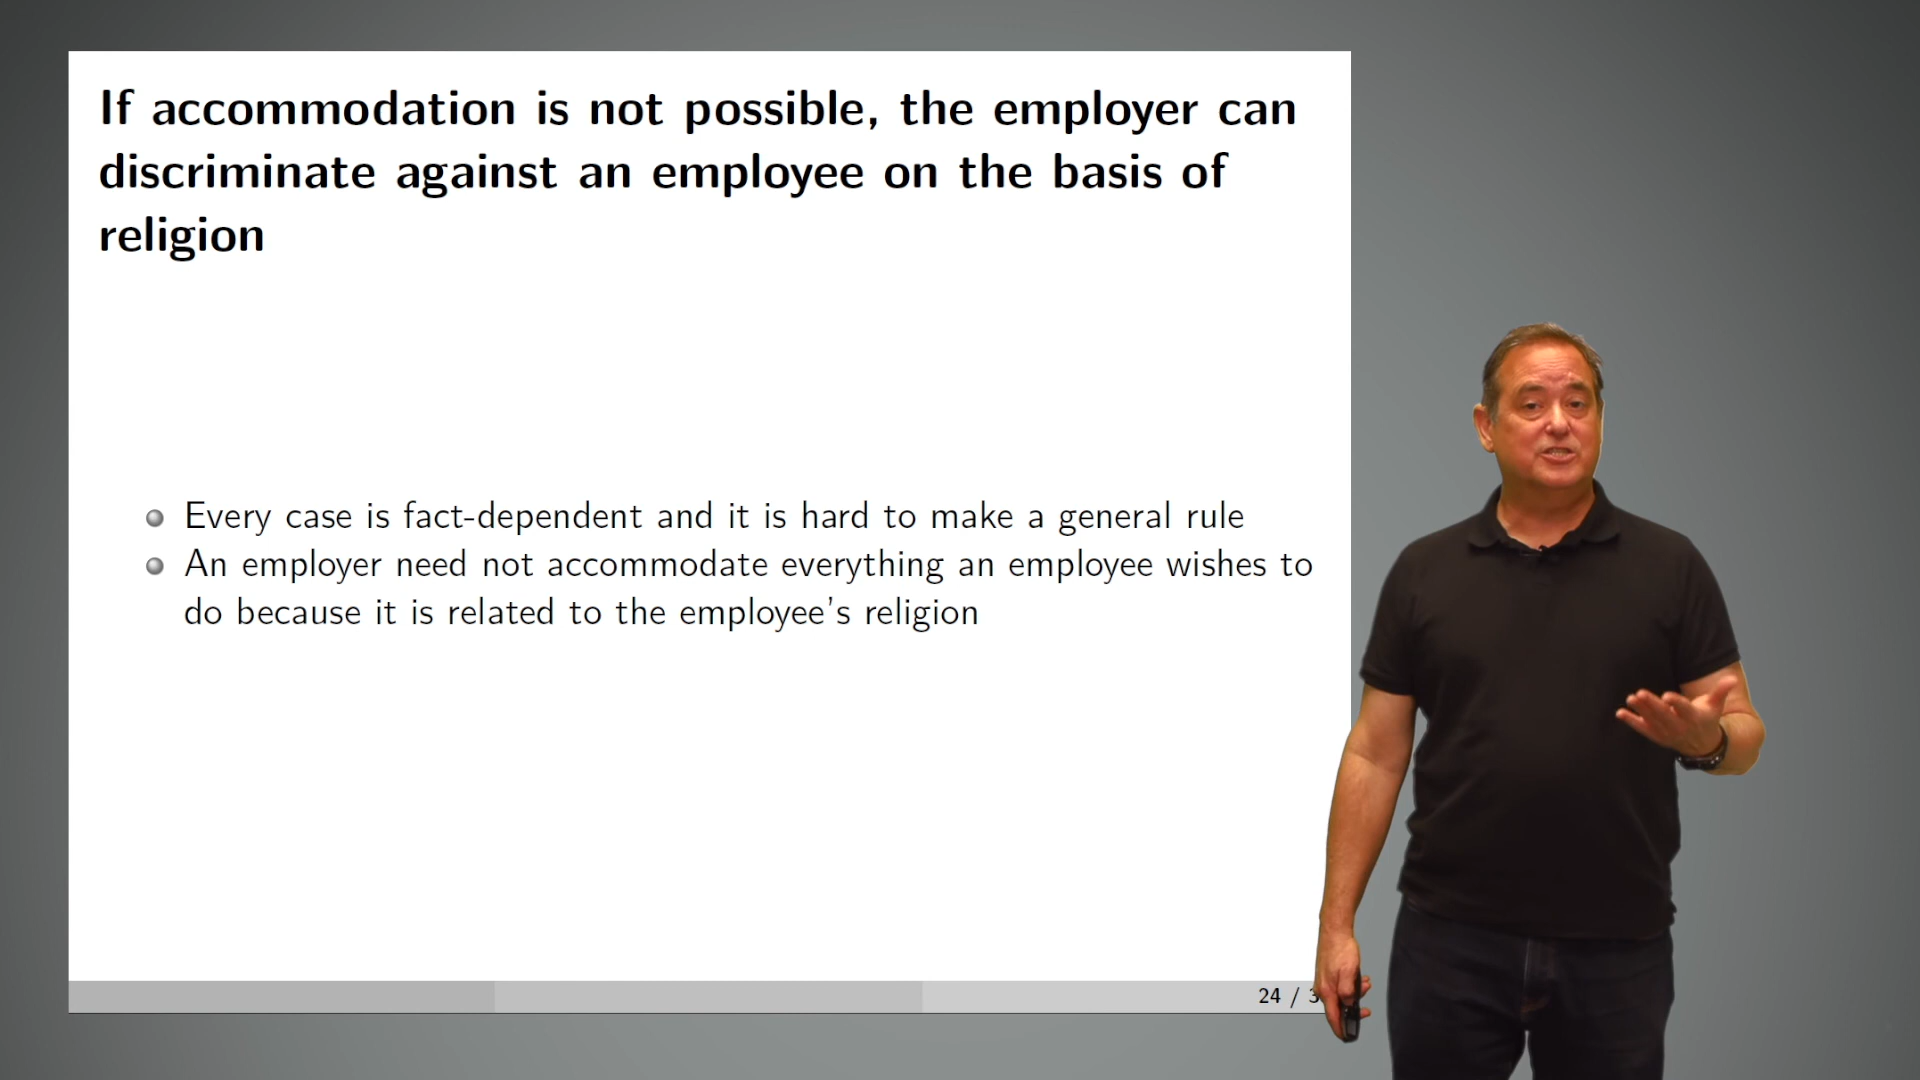 If accommodation is not possible, the employer can
discriminate against an employee on the basis of
religion
Every case is fact-dependent and it is hard to make a general rule
An employer need not accommodate everything an employee wishes to
do because it is related to the employee's religion
24 /